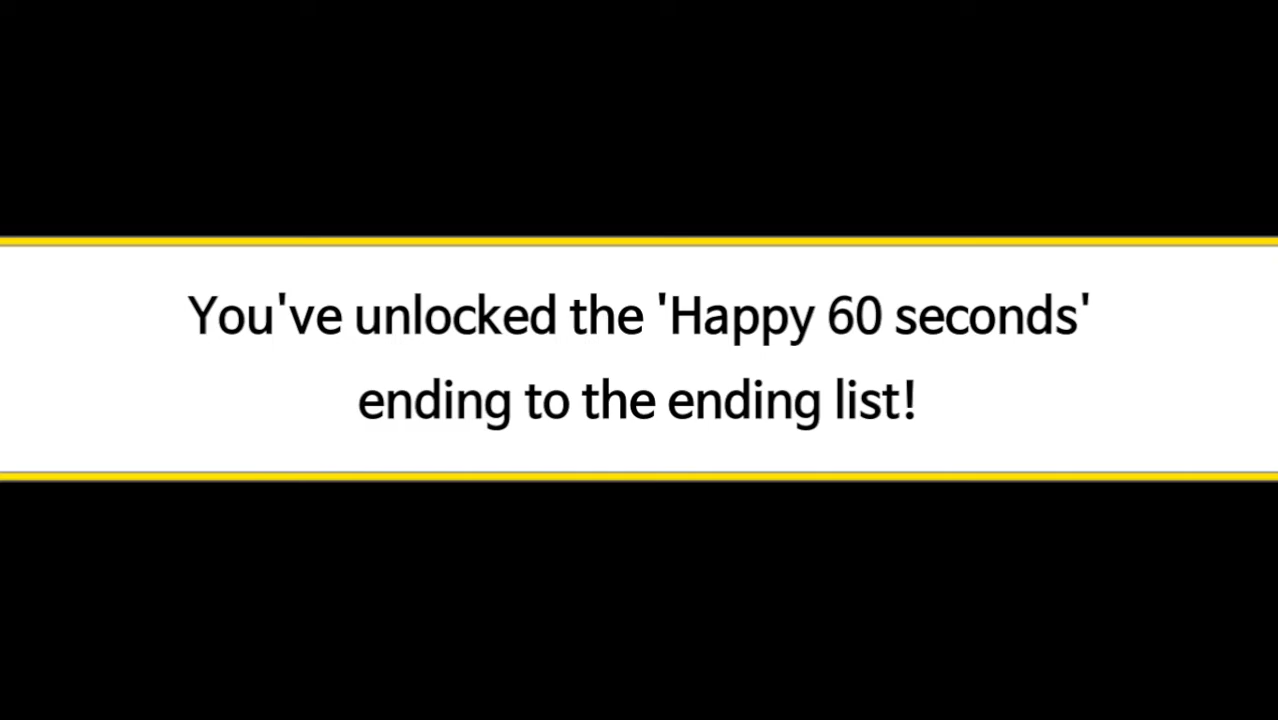 You've unlocked the 'Happy 60 seconds'
ending to the ending list!